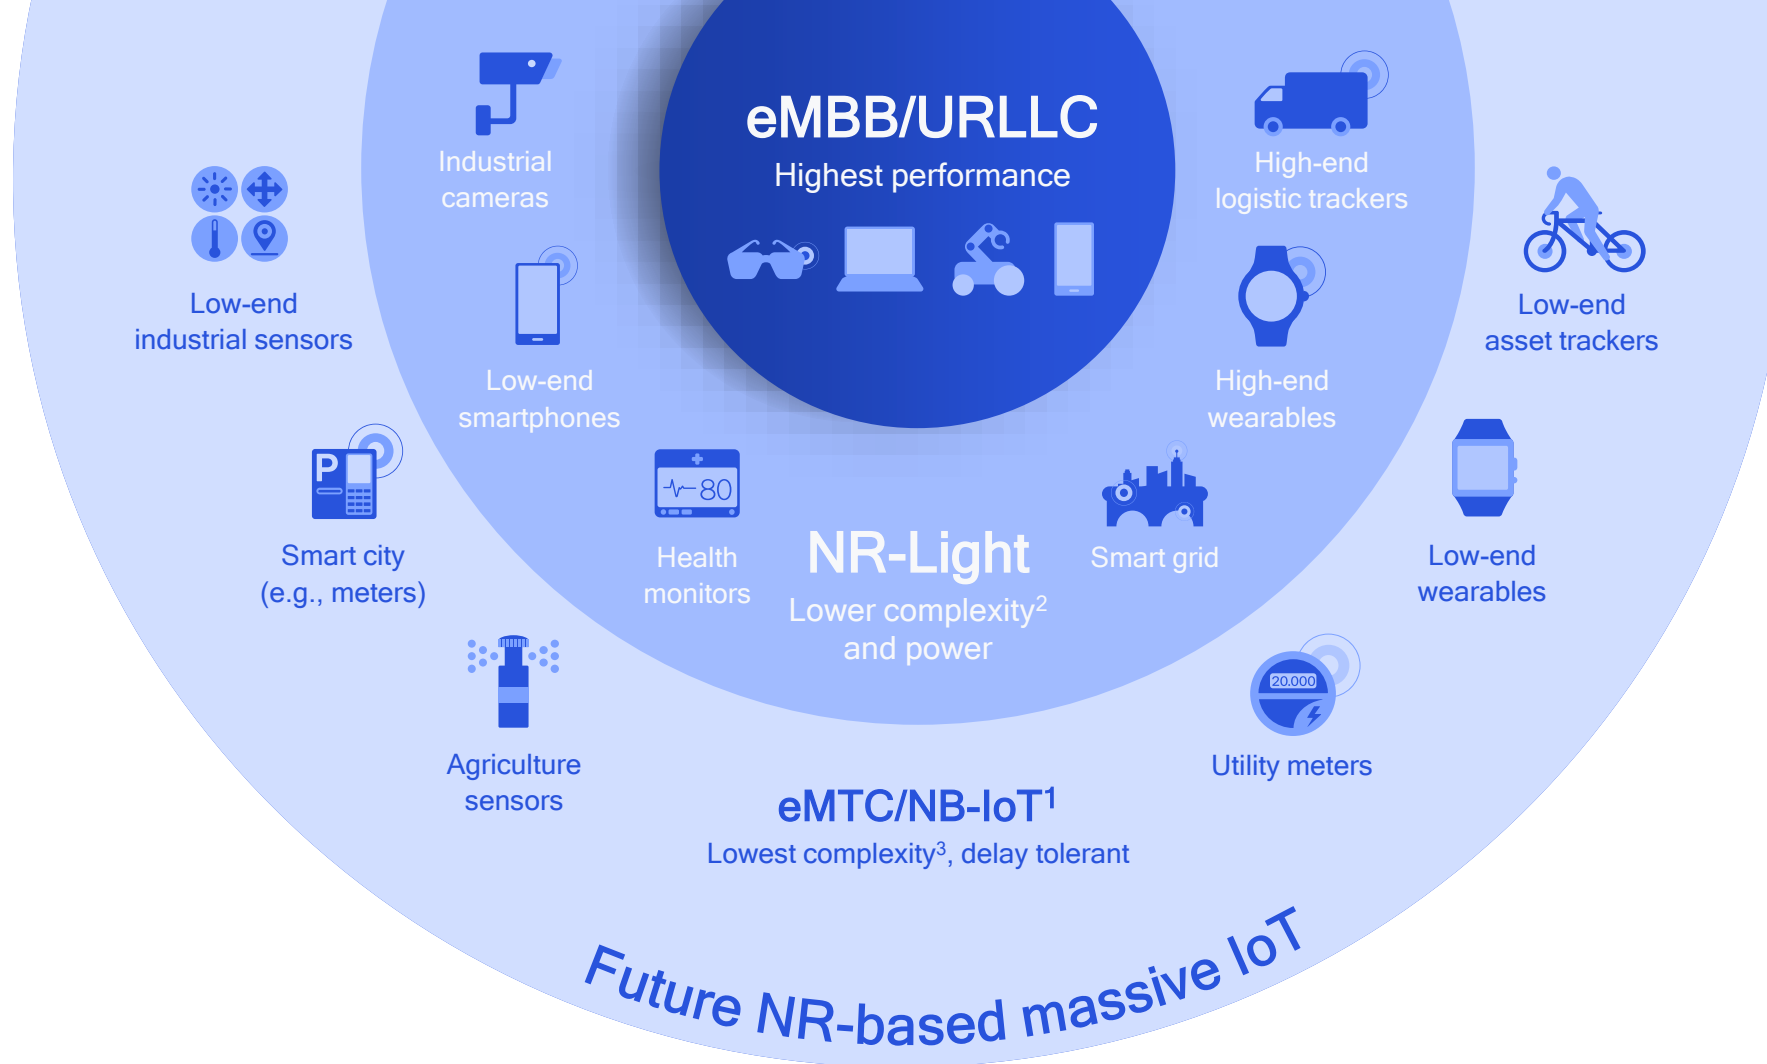 eMBB/URLLC
Highest performance
Industrial
cameras
High-end
logistic trackers
Low-end
industrial sensors
Low-end
smartphones
High-end
wearables
Low-end
asset trackers
P
Smart city
(e.g., meters)
80
Health
monitors
NR-Light
Lower complexity²
and power
Smart grid
Low-end
wearables
Agriculture
sensors
20.000
Utility meters
eMTC/NB-IoT¹
Lowest complexity³, delay tolerant
Future NR-based massive IoT